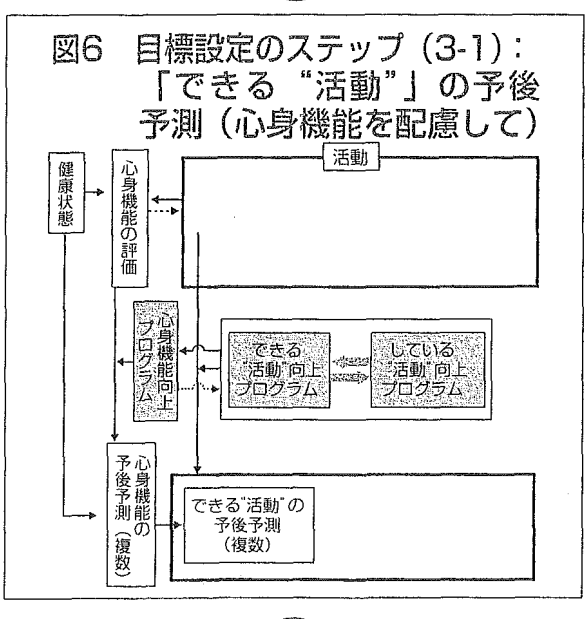 図6 目標設定のステップ（3-1）：
「できる“活動”」の予後
予測（心身機能を配慮して）
健康状態
心身機能の評価
活動
心身機能向上
プログラム
できる
“活動”向上
プログラム
している
“活動”向上
プログラム
心身機能の
予後予測（複数）
できる“活動”の
予後予測
（複数）